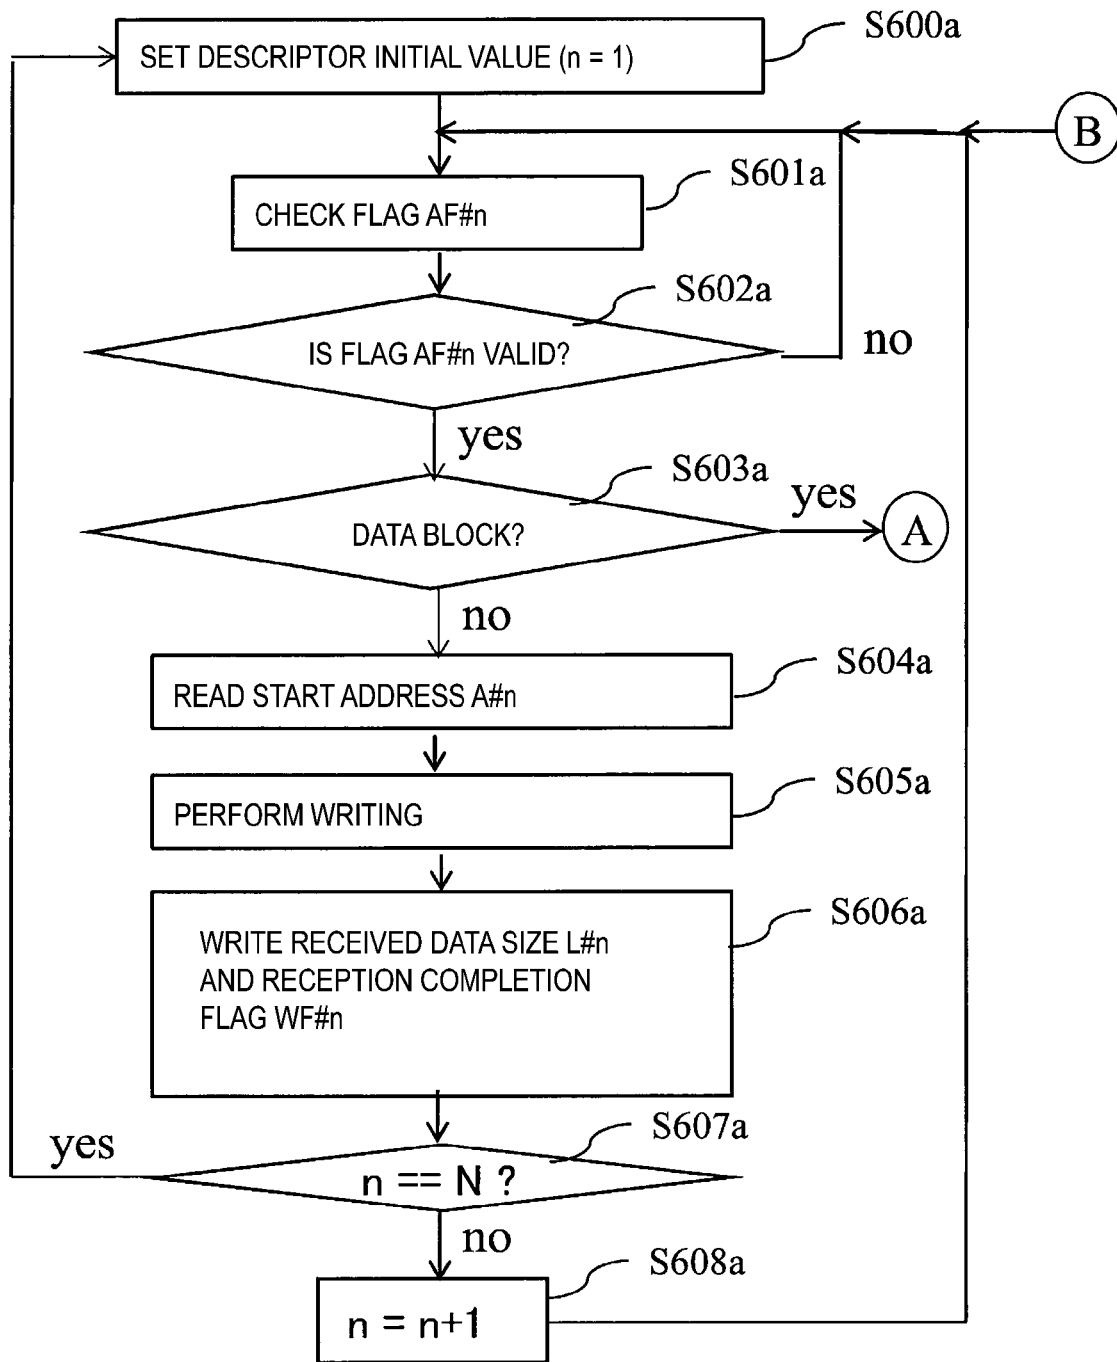 S600a
SET DESCRIPTOR INITIAL VALUE (n = 1)
B
S601a
CHECK FLAG AF#n
S602a
IS FLAG AF#n VALID?
no
yes
S603a
DATA BLOCK?
yes
A
no
S604a
READ START ADDRESS A#n
S605a
PERFORM WRITING
S606a
WRITE RECEIVED DATA SIZE L#n
AND RECEPTION COMPLETION
FLAG WF#n
S607a
yes
n == N ?
no
S608a
n = n+1